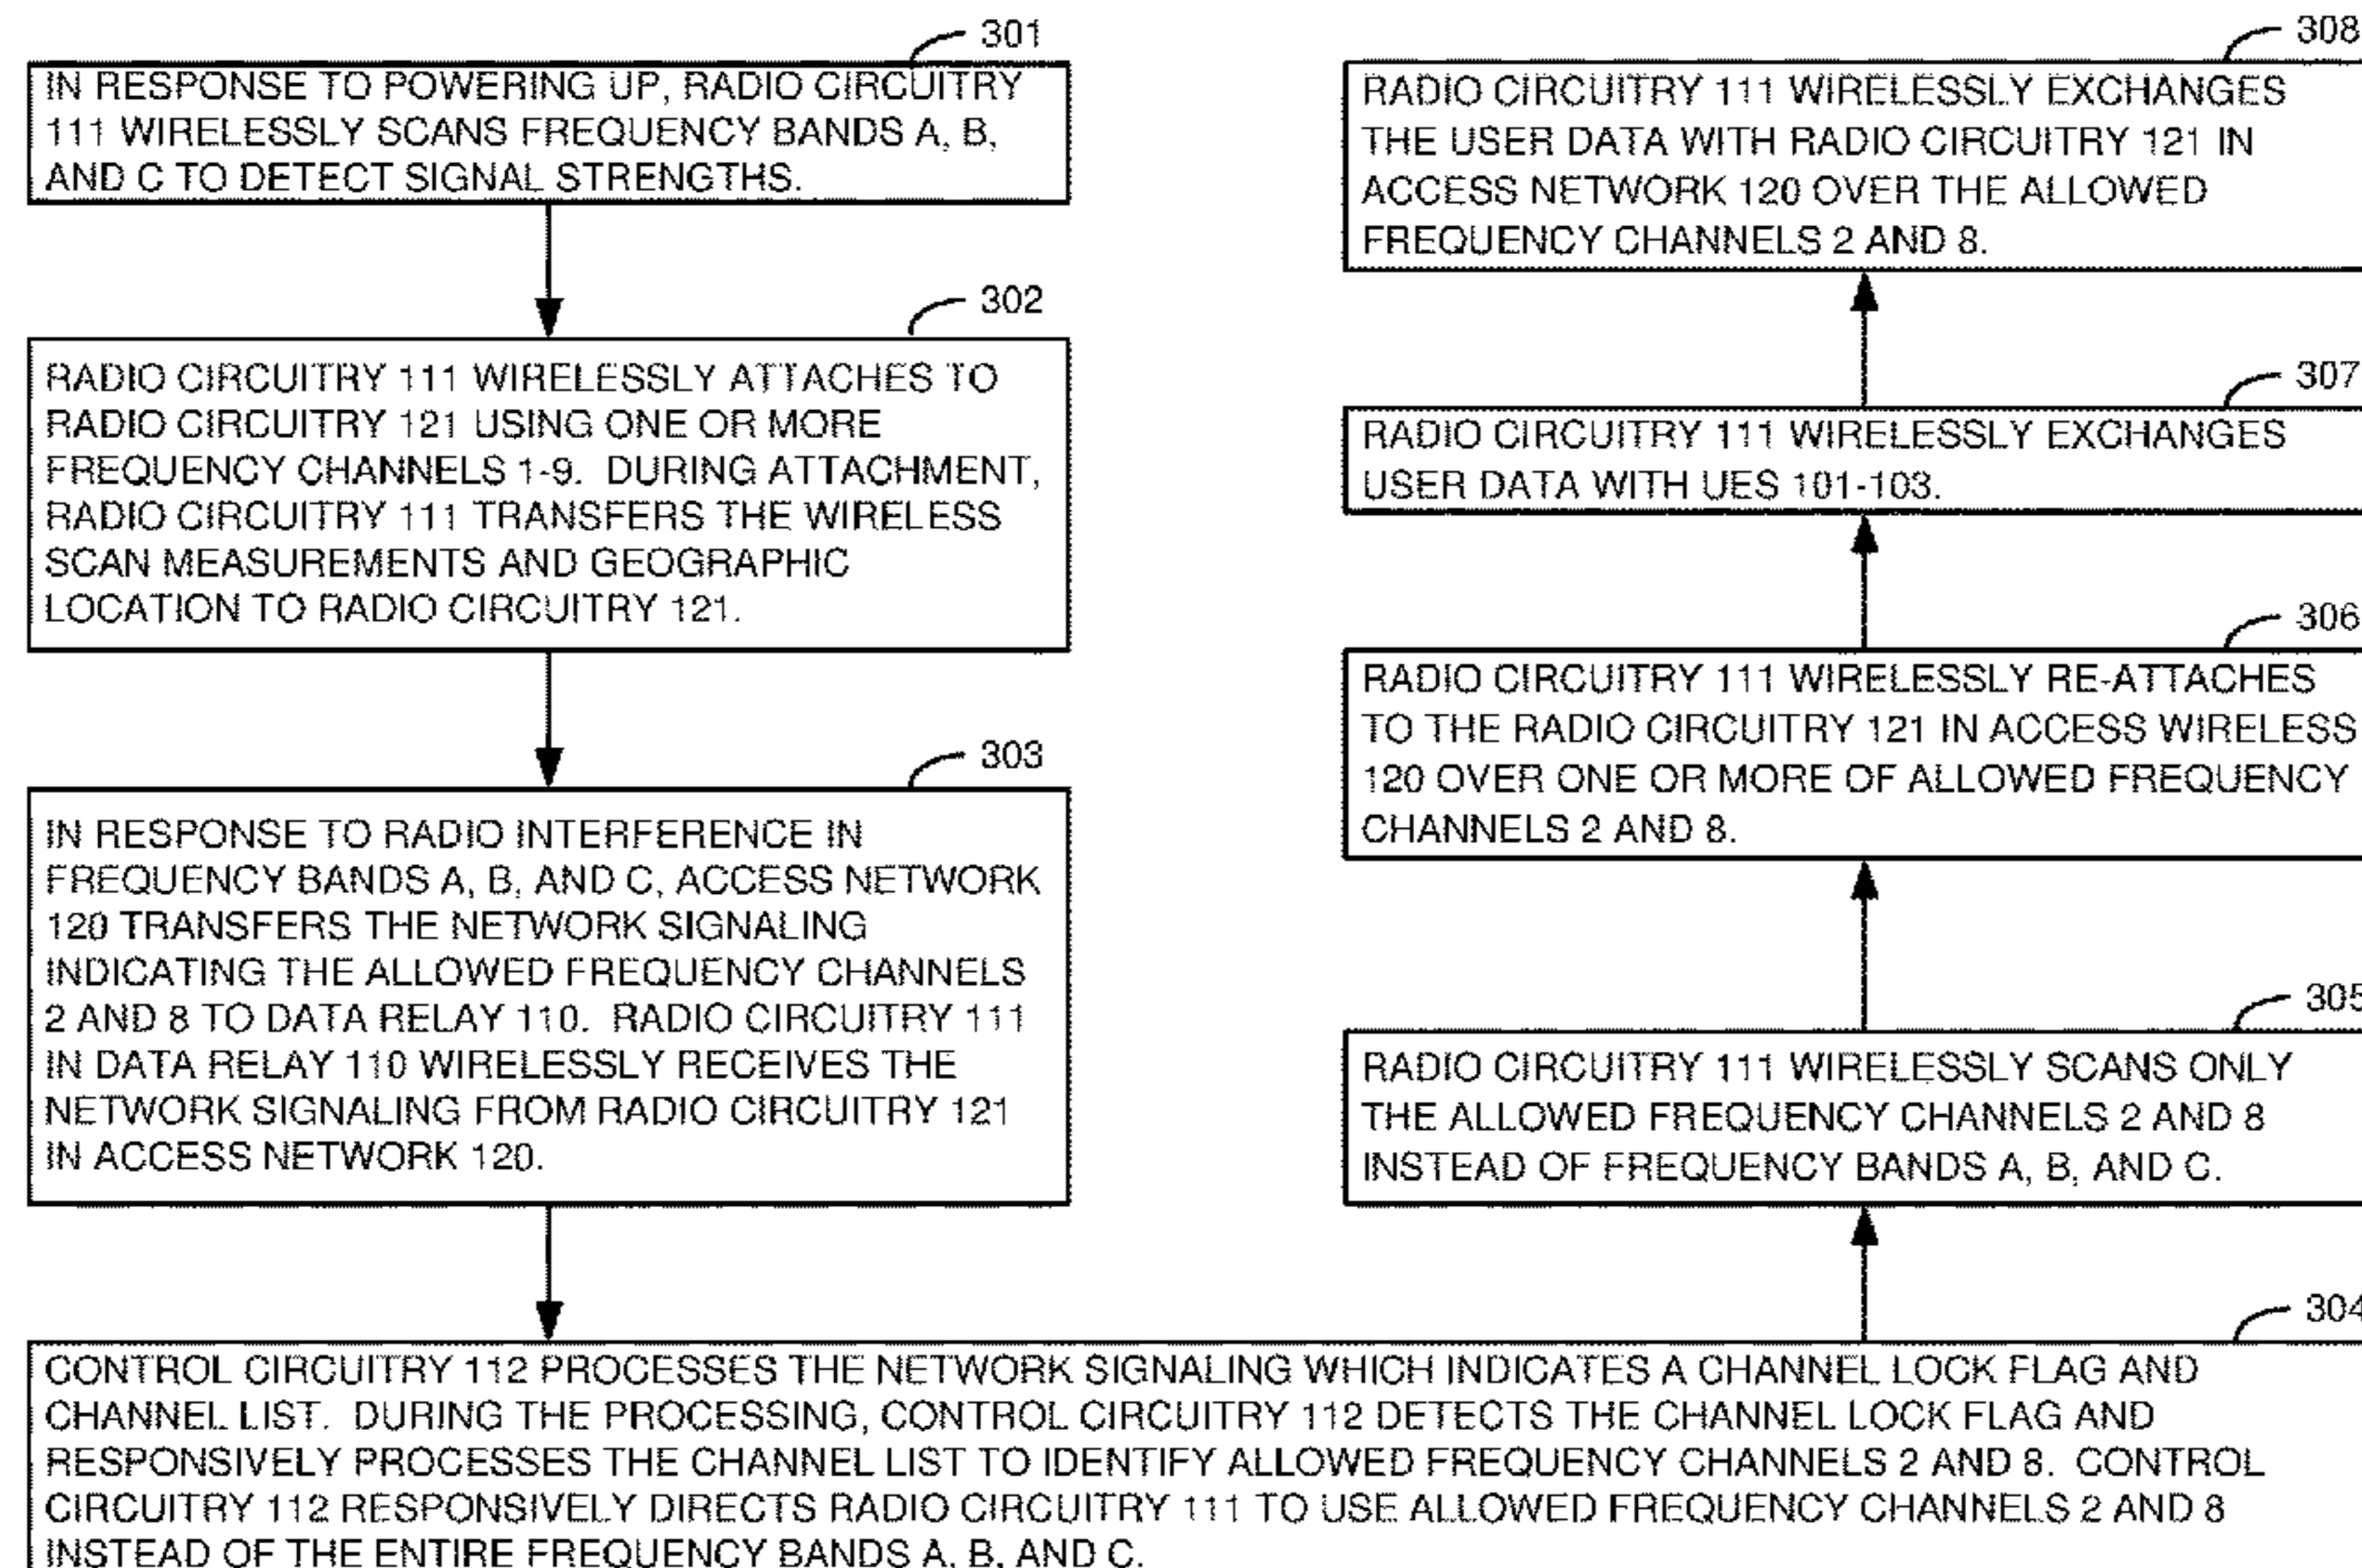 301
IN RESPONSE TO POWERING UP, RADIO CIRCUITRY
111 WIRELESSLY SCANS FREQUENCY BANDS A, B,
AND C TO DETECT SIGNAL STRENGTHS.
302
RADIO CIRCUITRY 111 WIRELESSLY ATTACHES TO
RADIO CIRCUITRY 121 USING ONE OR MORE
FREQUENCY CHANNELS 1-9. DURING ATTACHMENT,
RADIO CIRCUITRY 111 TRANSFERS THE WIRELESS
SCAN MEASUREMENTS AND GEOGRAPHIC
LOCATION TO RADIO CIRCUITRY 121.
303
IN RESPONSE TO RADIO INTERFERENCE IN
FREQUENCY BANDS A, B, AND C, ACCESS NETWORK
120 TRANSFERS THE NETWORK SIGNALING
INDICATING THE ALLOWED FREQUENCY CHANNELS
2 AND 8 TO DATA RELAY 110. RADIO CIRCUITRY 111
IN DATA RELAY 110 WIRELESSLY RECEIVES THE
NETWORK SIGNALING FROM RADIO CIRCUITRY 121
IN ACCESS NETWORK 120.
304
CONTROL CIRCUITRY 112 PROCESSES THE NETWORK SIGNALING WHICH INDICATES A CHANNEL LOCK FLAG AND
CHANNEL LIST. DURING THE PROCESSING, CONTROL CIRCUITRY 112 DETECTS THE CHANNEL LOCK FLAG AND
RESPONSIVELY PROCESSES THE CHANNEL LIST TO IDENTIFY ALLOWED FREQUENCY CHANNELS 2 AND 8. CONTROL
CIRCUITRY 112 RESPONSIVELY DIRECTS RADIO CIRCUITRY 111 TO USE ALLOWED FREQUENCY CHANNELS 2 AND 8
INSTEAD OF THE ENTIRE FREQUENCY BANDS A, B, AND C.
305
RADIO CIRCUITRY 111 WIRELESSLY SCANS ONLY
THE ALLOWED FREQUENCY CHANNELS 2 AND 8
INSTEAD OF FREQUENCY BANDS A, B, AND C.
306
RADIO CIRCUITRY 111 WIRELESSLY RE-ATTACHES
TO THE RADIO CIRCUITRY 121 IN ACCESS WIRELESS
120 OVER ONE OR MORE OF ALLOWED FREQUENCY
CHANNELS 2 AND 8.
307
RADIO CIRCUITRY 111 WIRELESSLY EXCHANGES
USER DATA WITH UES 101-103.
308
RADIO CIRCUITRY 111 WIRELESSLY EXCHANGES
THE USER DATA WITH RADIO CIRCUITRY 121 IN
ACCESS NETWORK 120 OVER THE ALLOWED
FREQUENCY CHANNELS 2 AND 8.